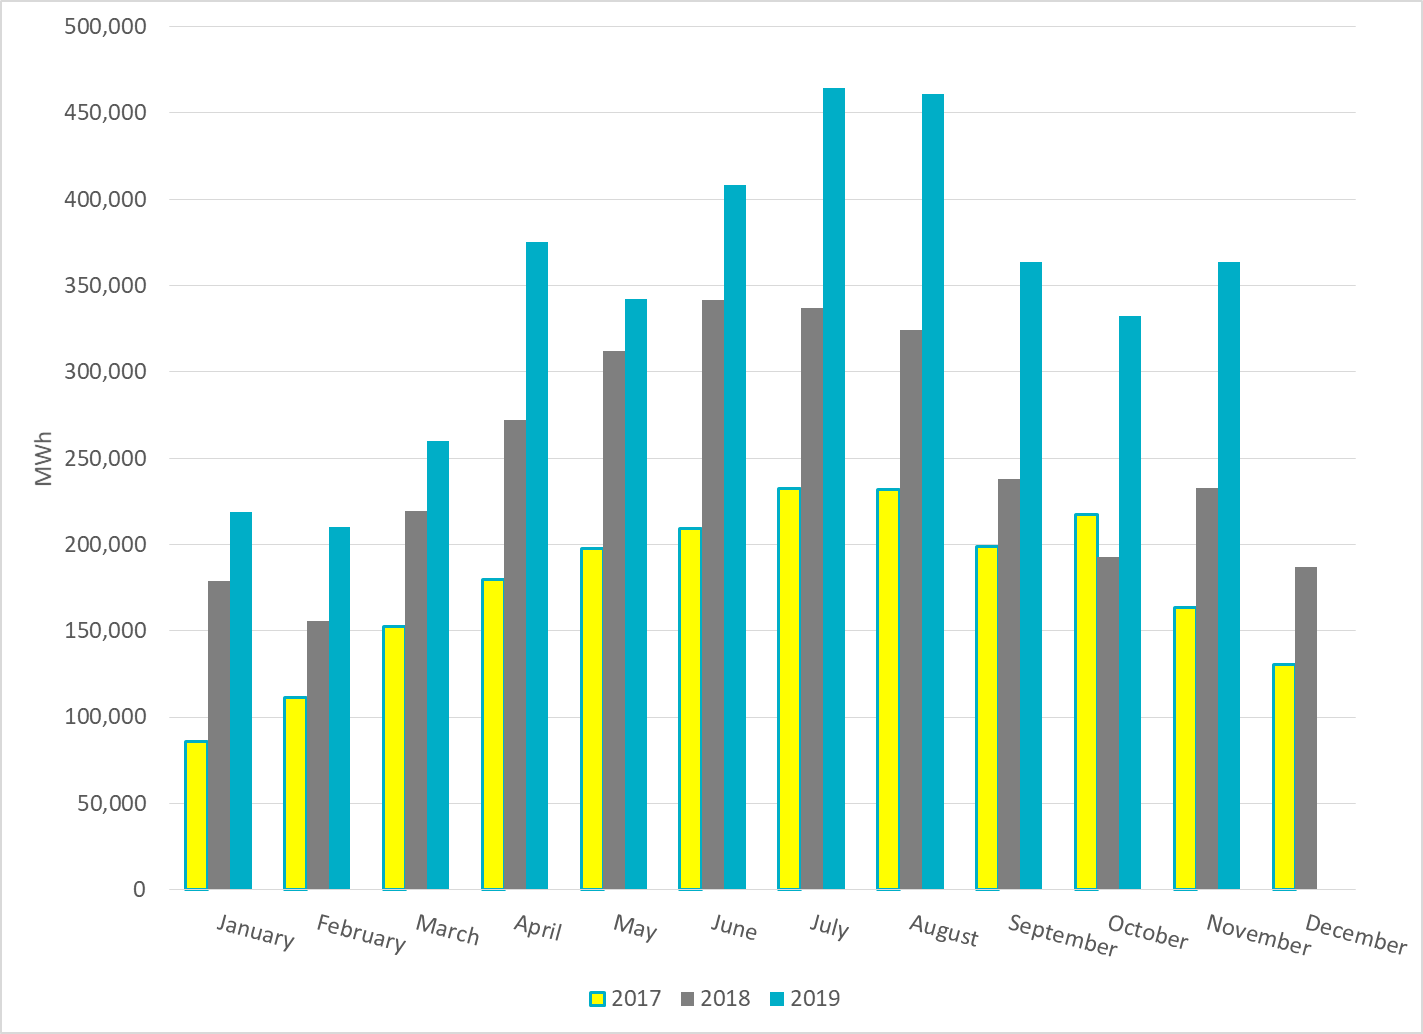 500,000
450,000
400,000
350,000
300,000
250,000
200,000
150,000
100,000
50,000
0
MWh
January
February
March
April
May
June
July
August
September
October
November
December
2017
2018
2019